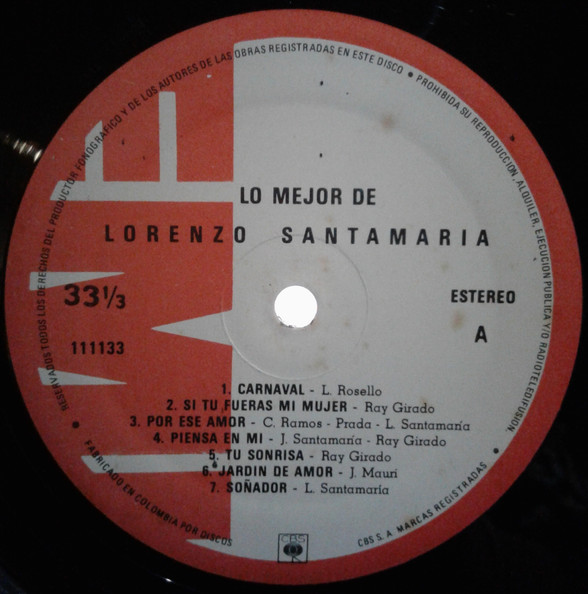 RESERVADOS TODOS LOS DERECHOS DEL PRODUCTOR FONOGRAFICO Y DE LOS AUTORES DE LAS OBRAS REGISTRADAS EN ESTE DISCO • PROHIBIDA SU REPRODUCCION, ALQUILER, EJECUCION PUBLICA Y/O RADIOTELEDIFUSION.
LO MEJOR DE
LORENZO SANTAMARIA
33⅓
ESTEREO
111133
A
1. CARNAVAL - L. Rosello
2. SI TU FUERAS MI MUJER - Ray Girado
3. POR ESE AMOR - C. Ramos - Prada - L. Santamaría
4. PIENSA EN MI - J. Santamaría - Ray Girado
5. TU SONRISA - Ray Girado
6. JARDIN DE AMOR - J. Maurí
7. SOÑADOR - L. Santamaría
CBS
• FABRICADO EN COLOMBIA POR DISCOS CBS S. A. MARCAS REGISTRADAS •